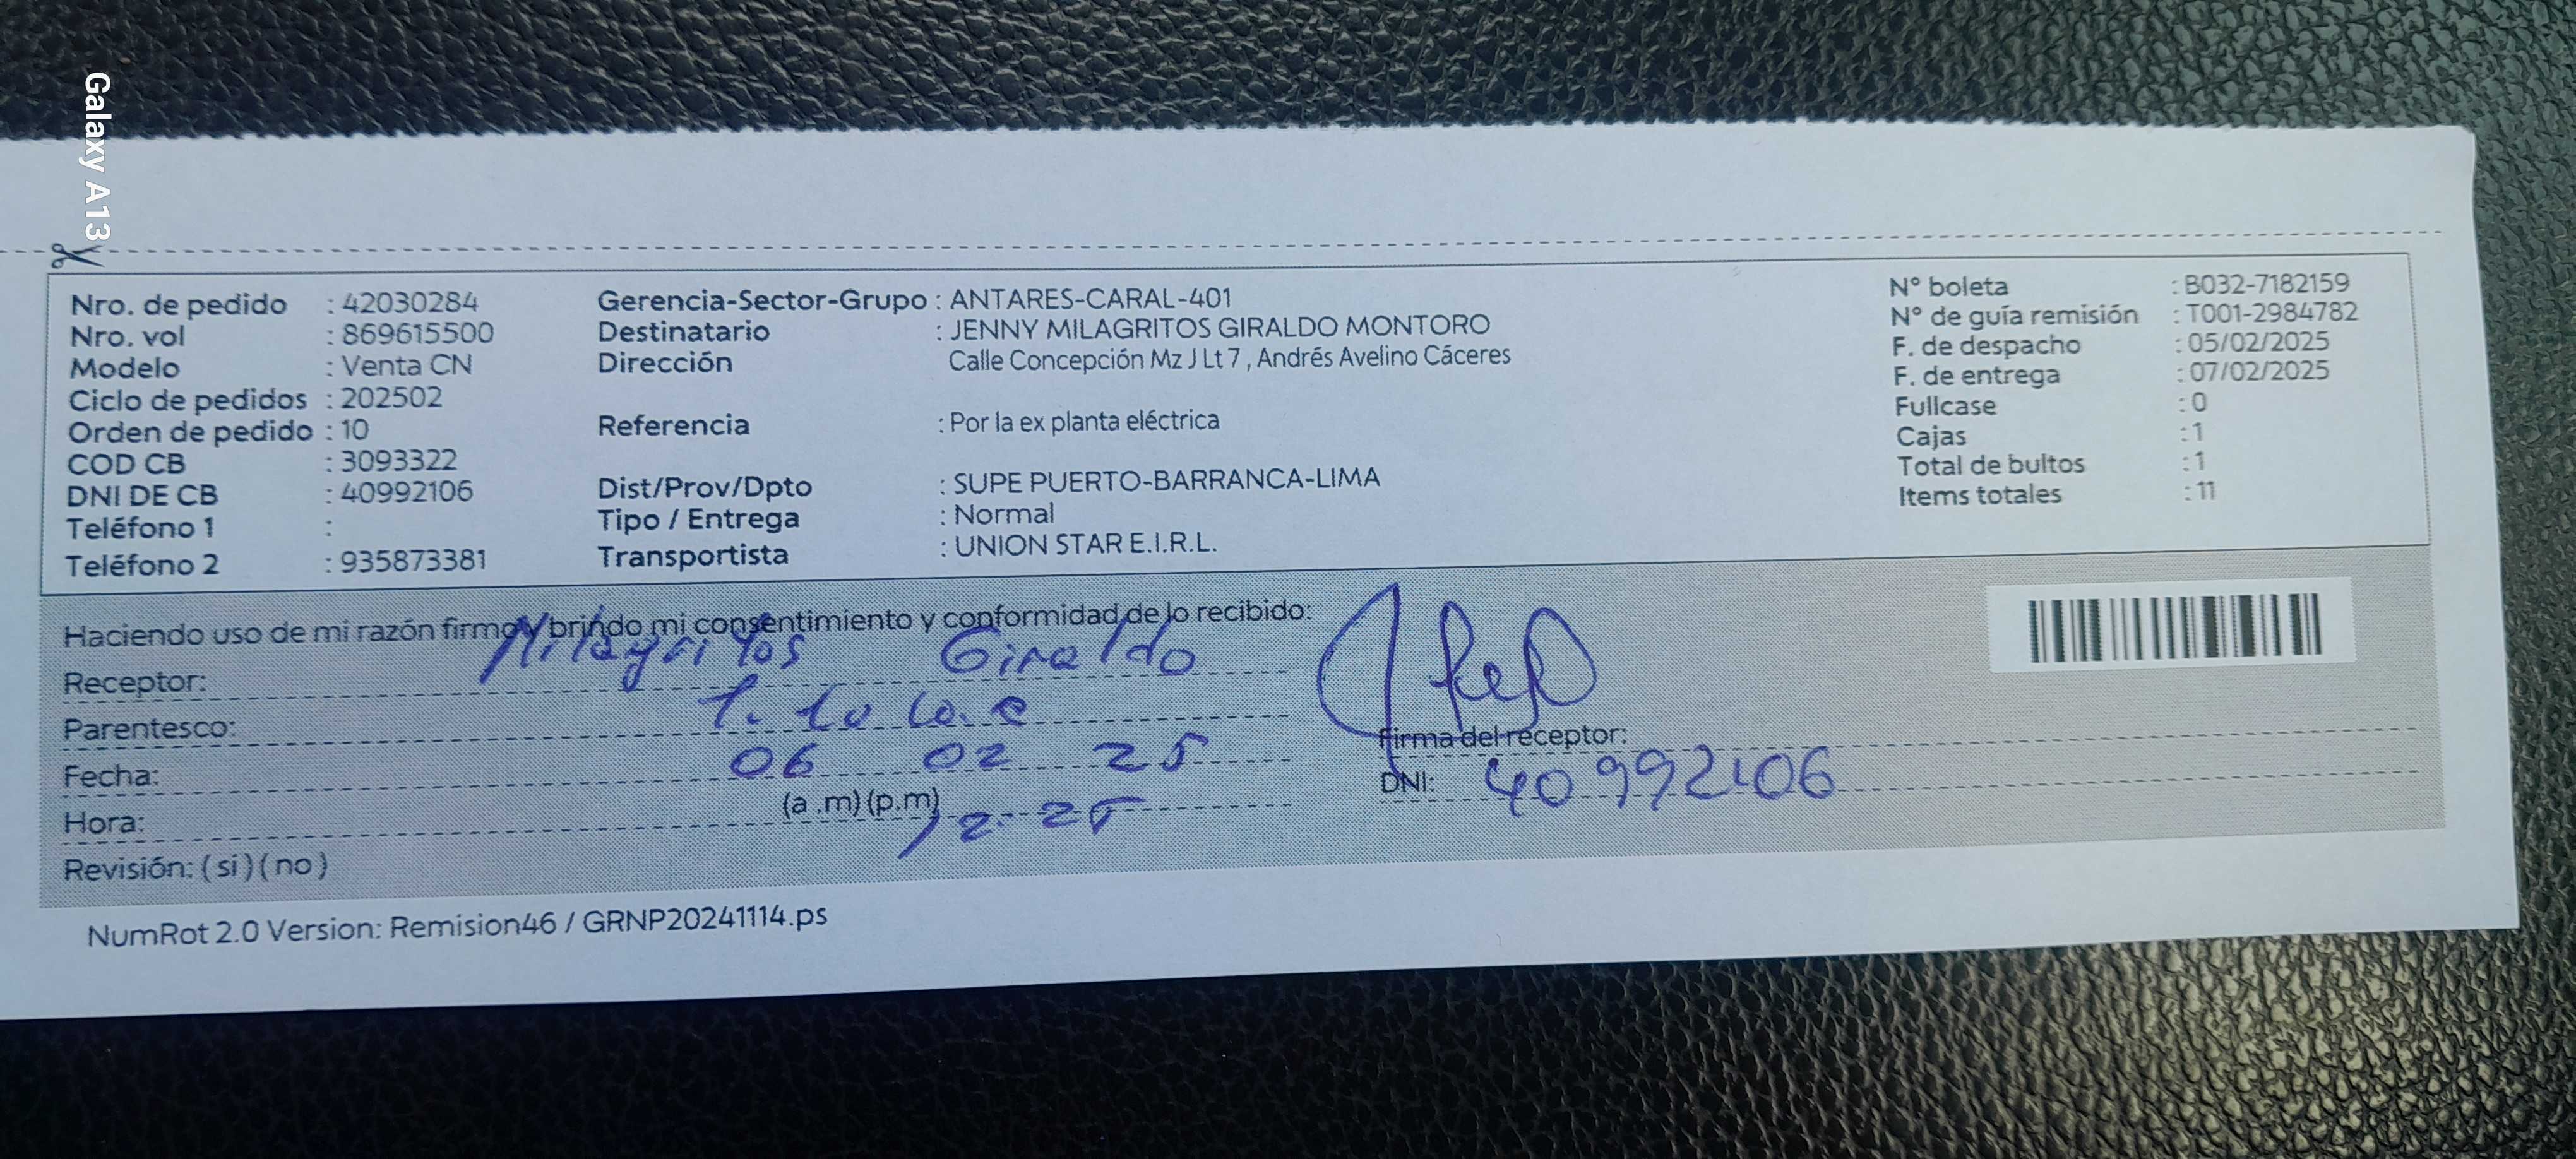 Galaxy A13
Nro. de pedido : 42030284
Nro. vol : 869615500
Modelo : Venta CN
Ciclo de pedidos : 202502
Orden de pedido : 10
COD CB : 3093322
DNI DE CB : 40992106
Teléfono 1 :
Teléfono 2 : 935873381
Gerencia-Sector-Grupo : ANTARES-CARAL-401
Destinatario : JENNY MILAGRITOS GIRALDO MONTORO
Dirección Calle Concepción Mz J Lt 7 , Andrés Avelino Cáceres
Referencia : Por la ex planta eléctrica
Dist/Prov/Dpto : SUPE PUERTO-BARRANCA-LIMA
Tipo / Entrega : Normal
Transportista : UNION STAR E.I.R.L.
N° boleta : B032-7182159
N° de guía remisión : T001-2984782
F. de despacho : 05/02/2025
F. de entrega : 07/02/2025
Fullcase : 0
Cajas : 1
Total de bultos : 1
Items totales : 11
Haciendo uso de mi razón firmo y brindo mi consentimiento y conformidad de lo recibido:
Receptor: Milagritos Giraldo
Parentesco:
Fecha: 06 02 25
Hora: (a .m) (p.m) 12.25
Revisión: ( si ) ( no )
Firma del receptor:
DNI: 40992106
NumRot 2.0 Version: Remision46 / GRNP20241114.ps